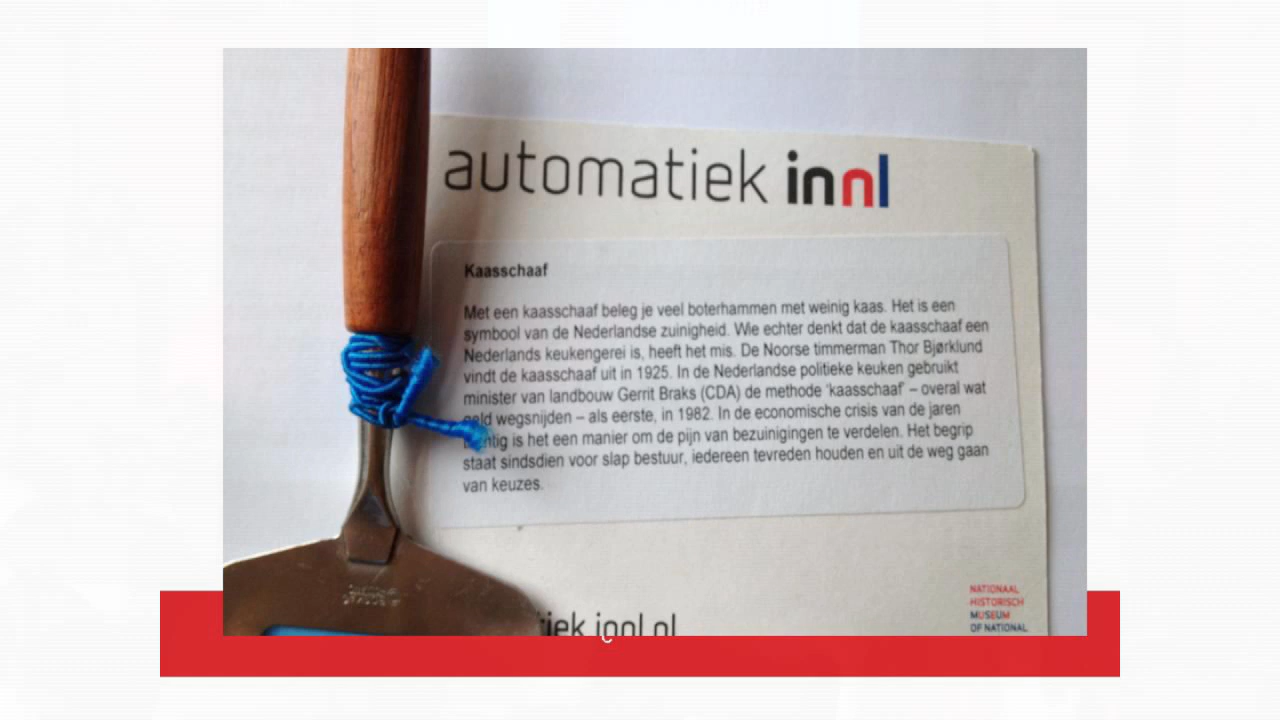 automatiek innl
Kaasschaaf
Met een kaasschaaf beleg je veel boterhammen met weinig kaas. Het is een
symbool van de Nederlandse zuinigheid. Wie echter denkt dat de kaasschaaf een
Nederlands keukengerei is, heeft het mis. De Noorse timmerman Thor Bjørklund
vindt de kaasschaaf uit in 1925. In de Nederlandse politieke keuken gebruikt
minister van landbouw Gerrit Braks (CDA) de methode 'kaasschaaf' – overal wat
geld wegsnijden – als eerste, in 1982. In de economische crisis van de jaren
tachtig is het een manier om de pijn van bezuinigingen te verdelen. Het begrip
staat sindsdien voor slap bestuur, iedereen tevreden houden en uit de weg gaan
van keuzes.
NATIONAAL
HISTORISCH
MUSEUM
OF NATIONAL